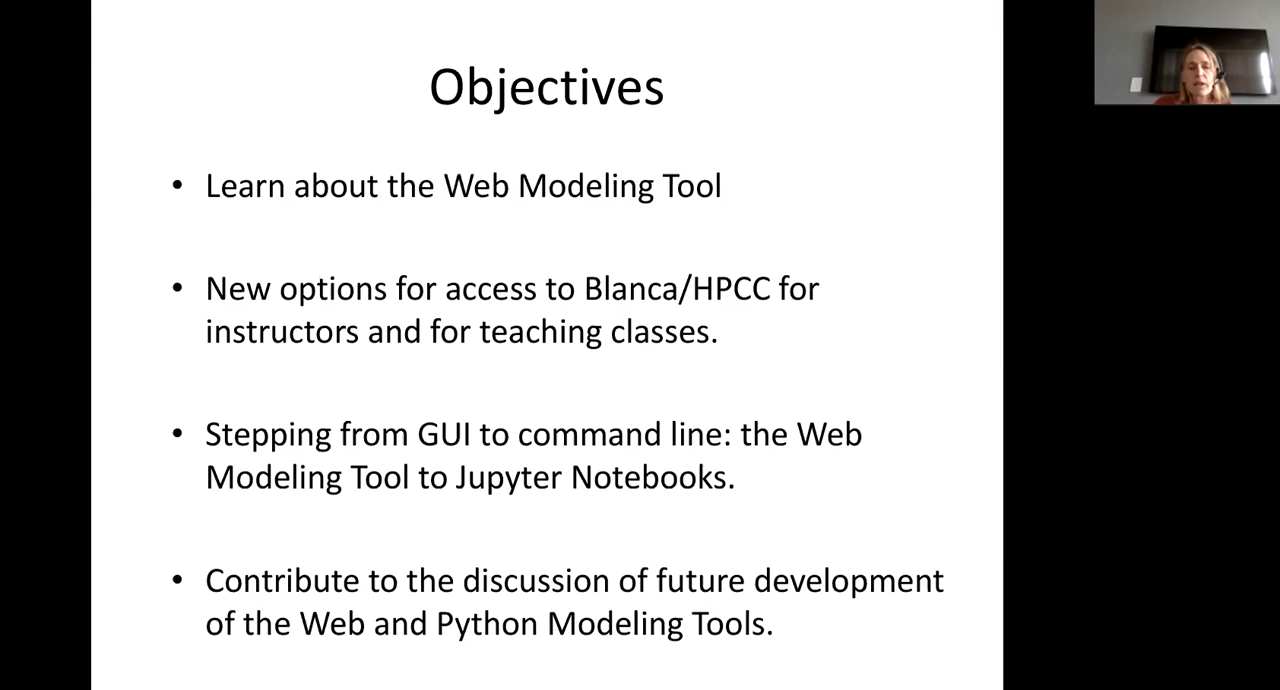 Objectives
• Learn about the Web Modeling Tool
• New options for access to Blanca/HPCC for
instructors and for teaching classes.
• Stepping from GUI to command line: the Web
Modeling Tool to Jupyter Notebooks.
• Contribute to the discussion of future development
of the Web and Python Modeling Tools.